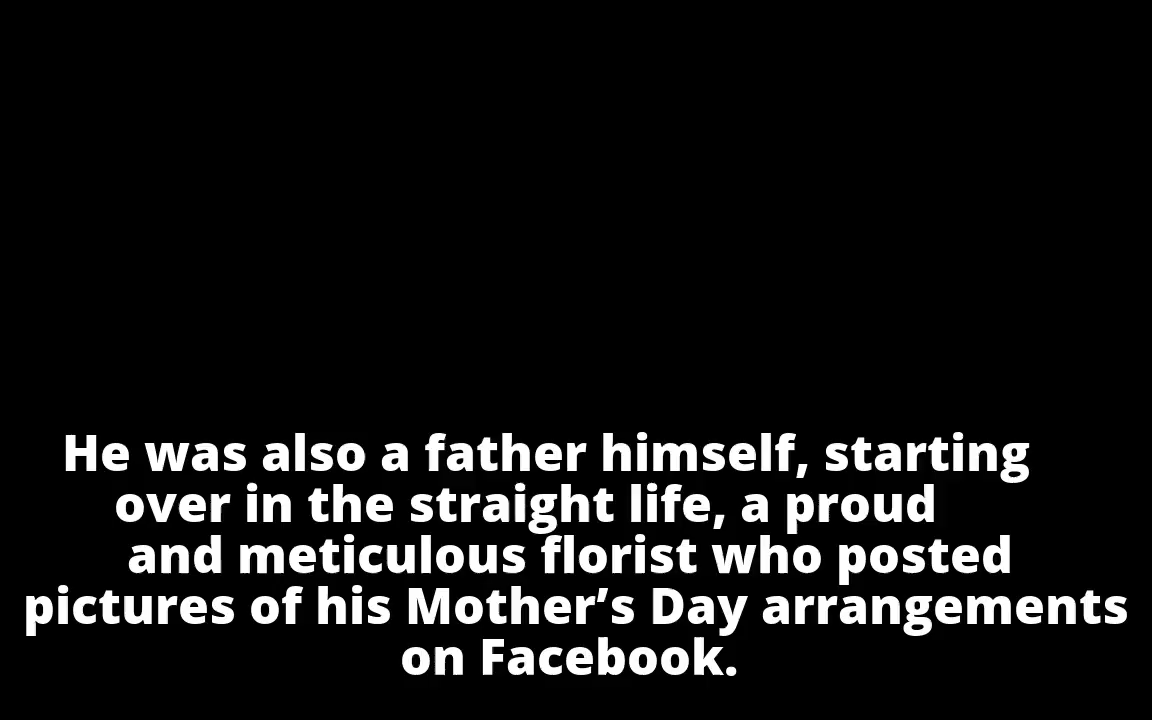 He was also a father himself, starting
over in the straight life, a proud
and meticulous florist who posted
pictures of his Mother’s Day arrangements
on Facebook.